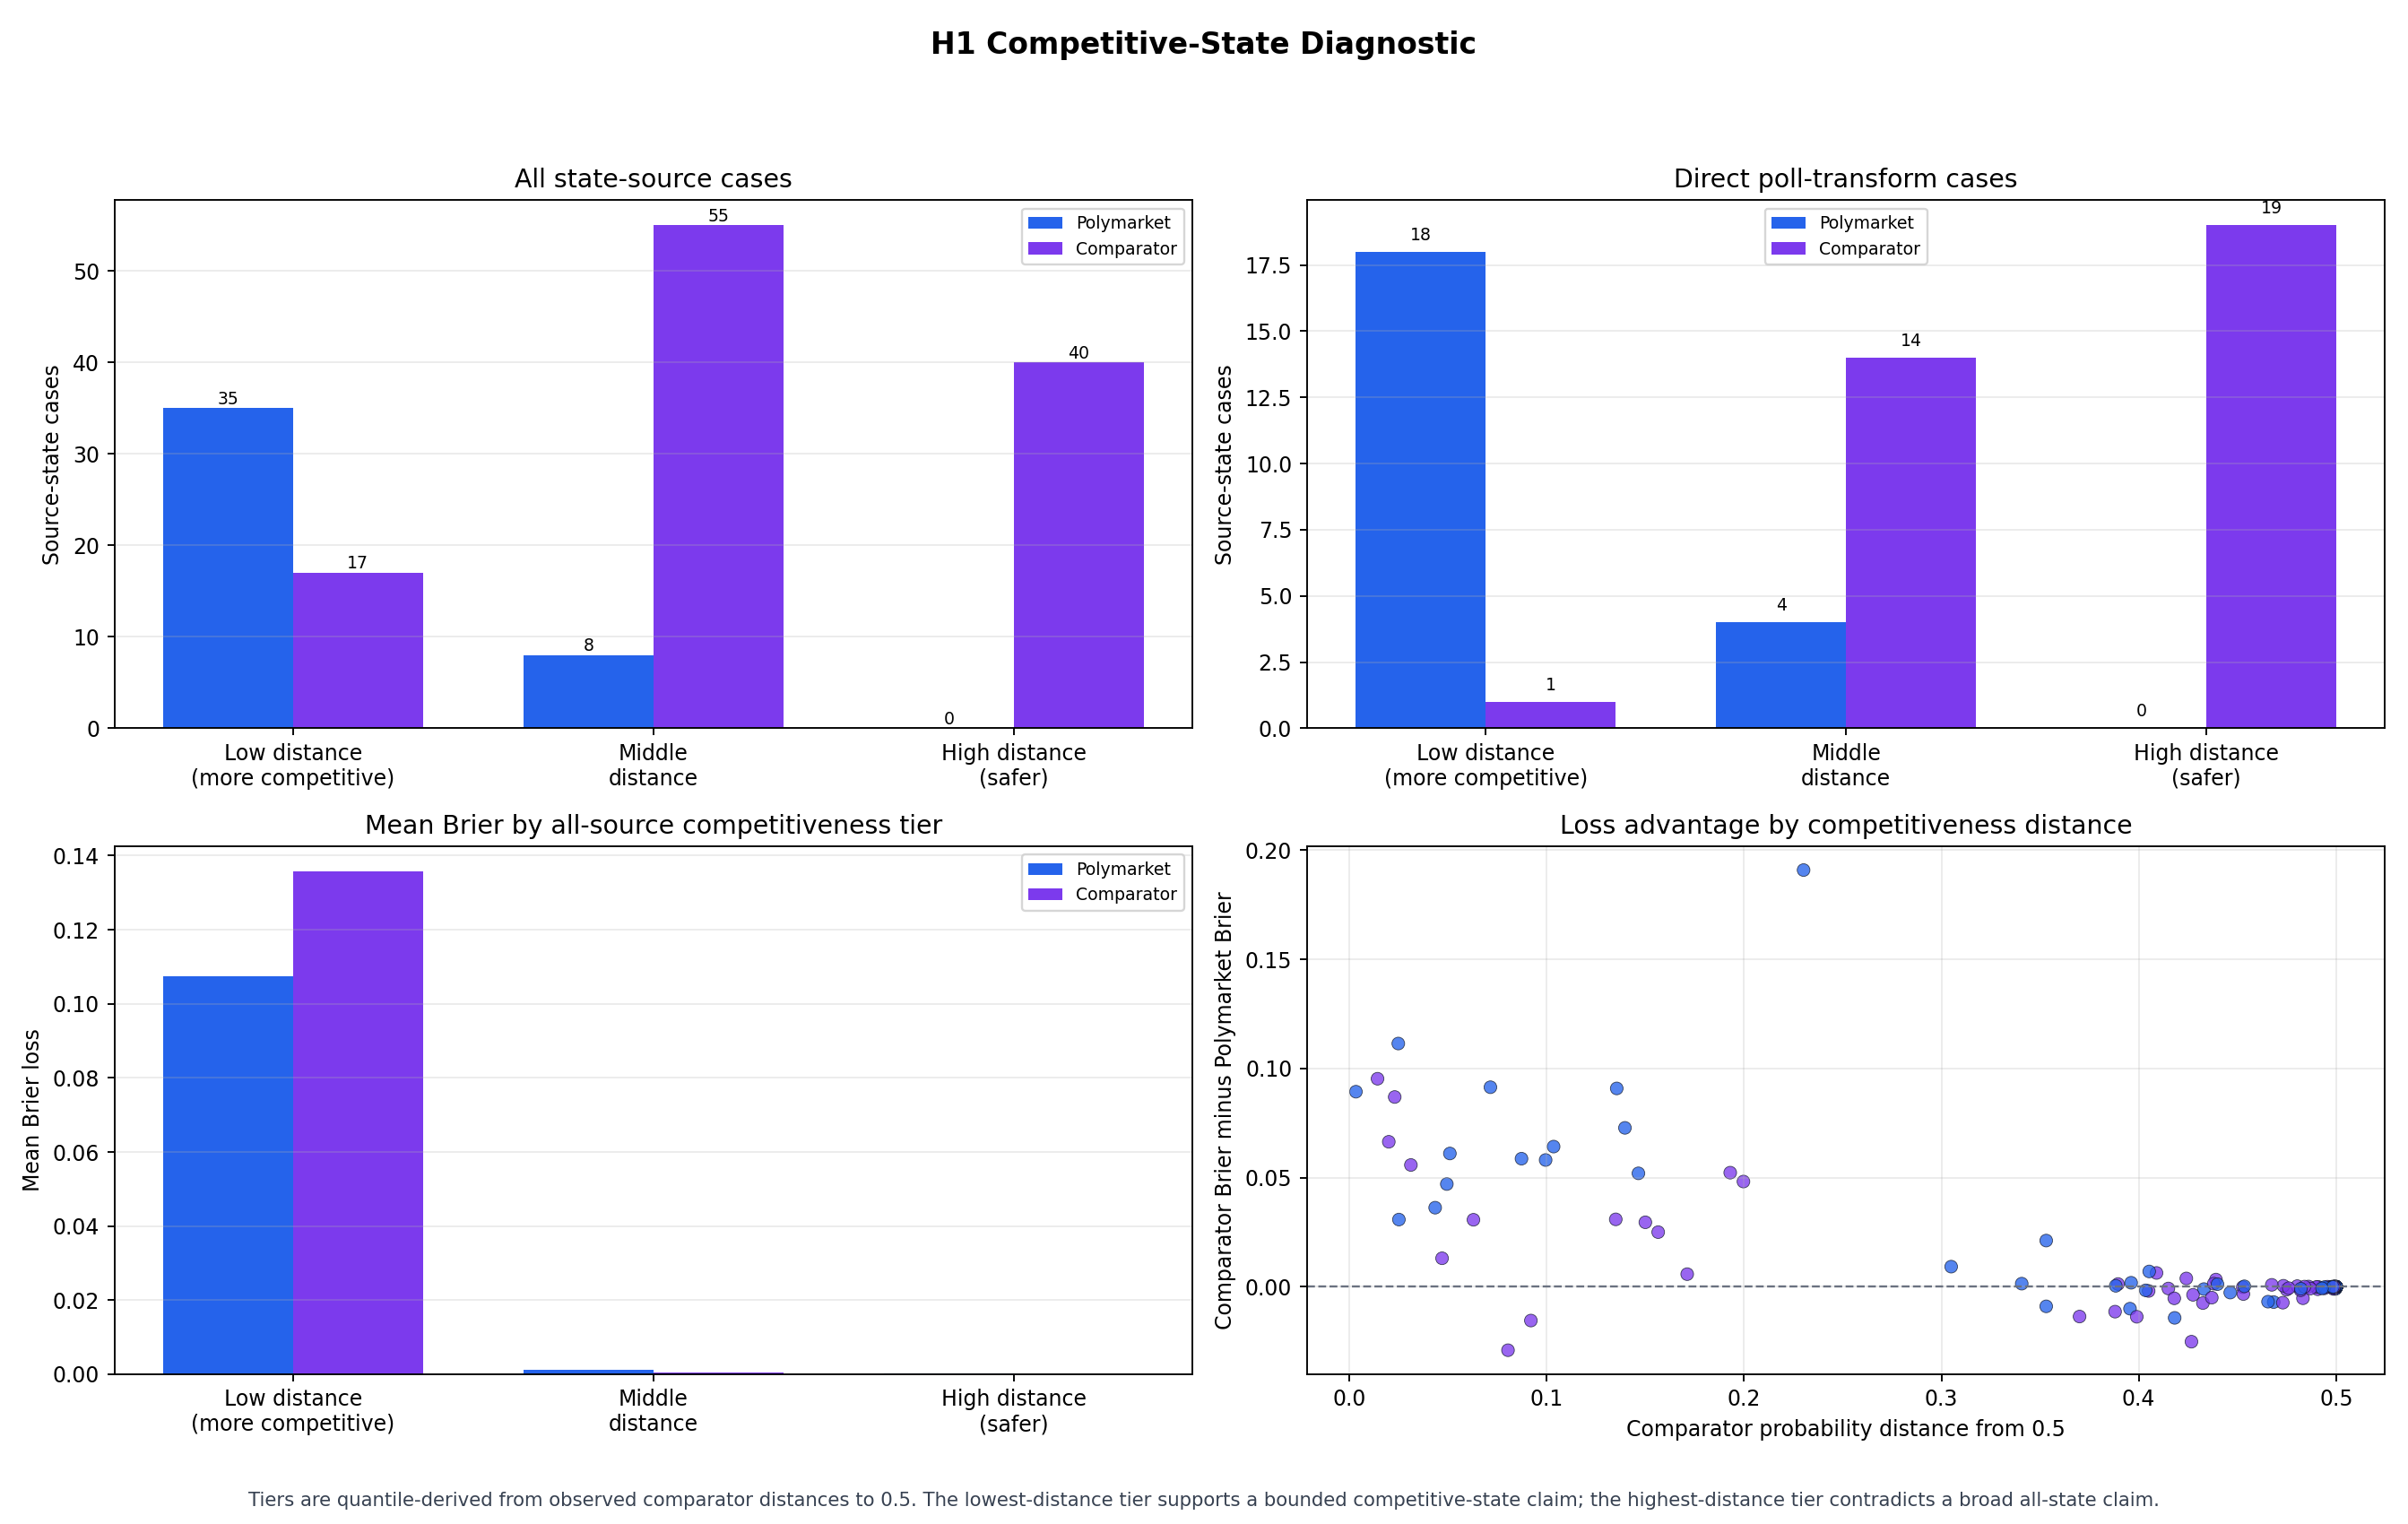 H1 Competitive-State Diagnostic
All state-source cases
Source-state cases
50
40
30
20
10
0
Polymarket
Comparator
35
17
8
55
0
40
Low distance
(more competitive)
Middle
distance
High distance
(safer)
Direct poll-transform cases
Source-state cases
17.5
15.0
12.5
10.0
7.5
5.0
2.5
0.0
Polymarket
Comparator
18
1
4
14
0
19
Low distance
(more competitive)
Middle
distance
High distance
(safer)
Mean Brier by all-source competitiveness tier
Mean Brier loss
0.14
0.12
0.10
0.08
0.06
0.04
0.02
0.00
Polymarket
Comparator
Low distance
(more competitive)
Middle
distance
High distance
(safer)
Loss advantage by competitiveness distance
Comparator Brier minus Polymarket Brier
0.20
0.15
0.10
0.05
0.00
0.0
0.1
0.2
0.3
0.4
0.5
Comparator probability distance from 0.5
Tiers are quantile-derived from observed comparator distances to 0.5. The lowest-distance tier supports a bounded competitive-state claim; the highest-distance tier contradicts a broad all-state claim.